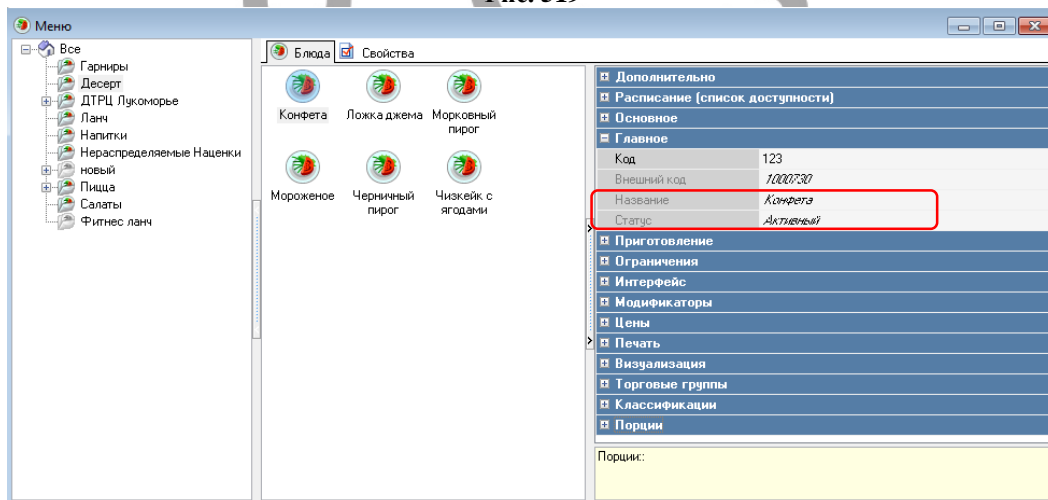 Рис. 319
Меню
Все
Гарниры
Десерт
ДТРЦ Лукоморье
Ланч
Напитки
Нераспределяемые Наценки
новый
Пицца
Салаты
Фитнес ланч
Блюда Свойства
Конфета Ложка джема Морковный
пирог
Мороженое Черничный Чизкейк с
пирог ягодами
Дополнительно
Расписание (список доступности)
Основное
Главное
Код 123
Внешний код 1000730
Название Конфета
Статус Активный
Приготовление
Ограничения
Интерфейс
Модификаторы
Цены
Печать
Визуализация
Торговые группы
Классификации
Порции
Порции::